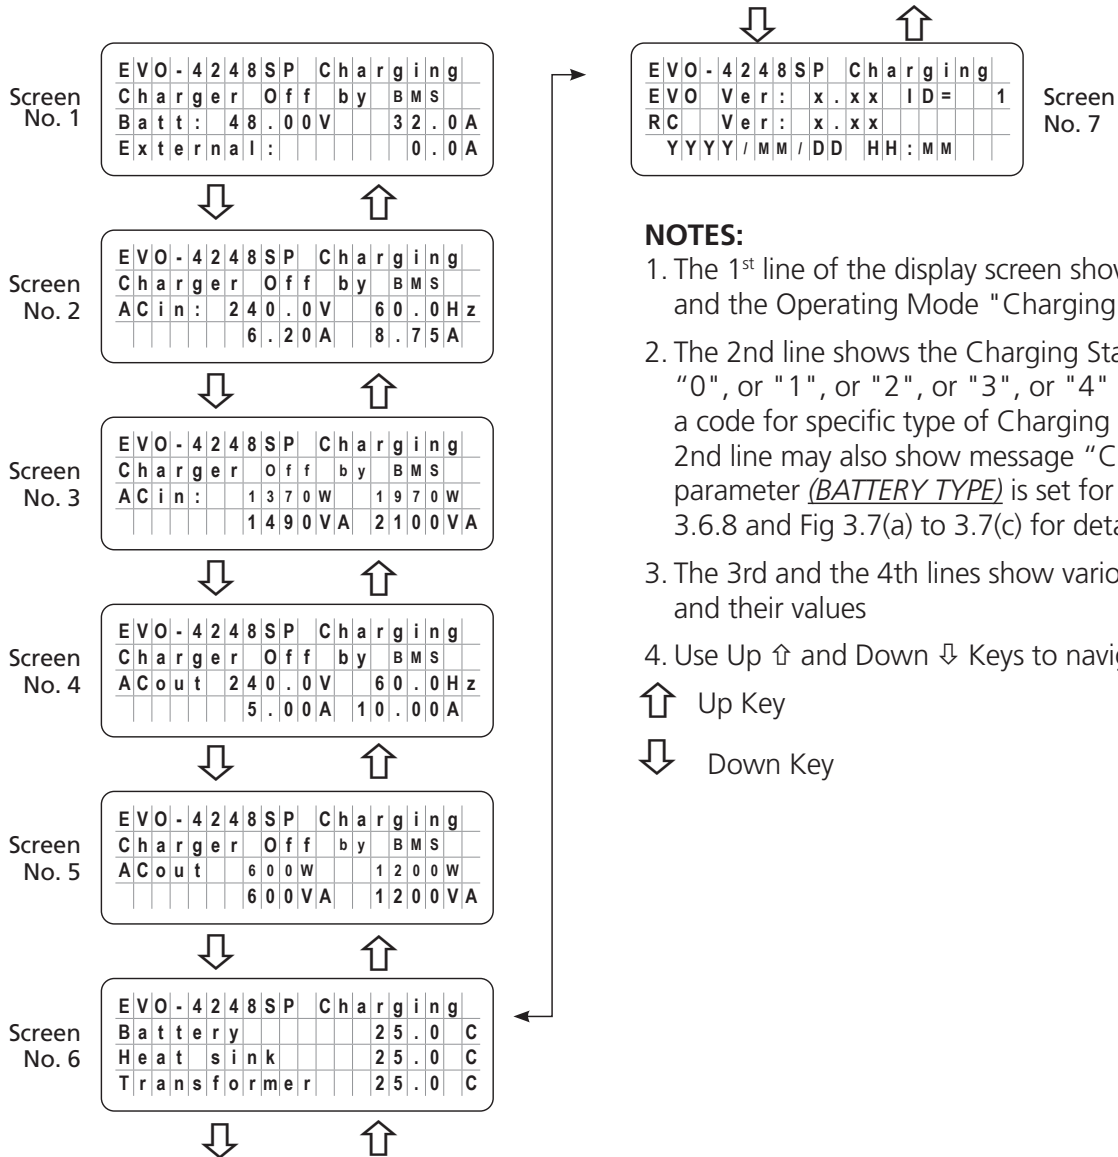 Screen No. 1
EVO-4248SP Charging
Charger Off by BMS
Batt: 48.00V 32.0A
External: 0.0A
Screen No. 2
EVO-4248SP Charging
Charger Off by BMS
ACin: 240.0V 60.0Hz
6.20A 8.75A
Screen No. 3
EVO-4248SP Charging
Charger Off by BMS
ACin: 1370W 1970W
1490VA 2100VA
Screen No. 4
EVO-4248SP Charging
Charger Off by BMS
ACout 240.0V 60.0Hz
5.00A 10.00A
Screen No. 5
EVO-4248SP Charging
Charger Off by BMS
ACout 600W 1200W
600VA 1200VA
Screen No. 6
EVO-4248SP Charging
Battery 25.0 C
Heat sink 25.0 C
Transformer 25.0 C
EVO-4248SP Charging
EVO Ver: x.xx ID= 1
RC Ver: x.xx
YYYY/MM/DD HH:MM
Screen No. 7
NOTES:
1. The 1st line of the display screen show
and the Operating Mode "Charging
2. The 2nd line shows the Charging Sta
“0", or "1", or "2", or "3", or "4"
a code for specific type of Charging
2nd line may also show message “C
parameter (BATTERY TYPE) is set for
3.6.8 and Fig 3.7(a) to 3.7(c) for deta
3. The 3rd and the 4th lines show vario
and their values
4. Use Up ⇧ and Down ⇩ Keys to navig
⇧ Up Key
⇩ Down Key